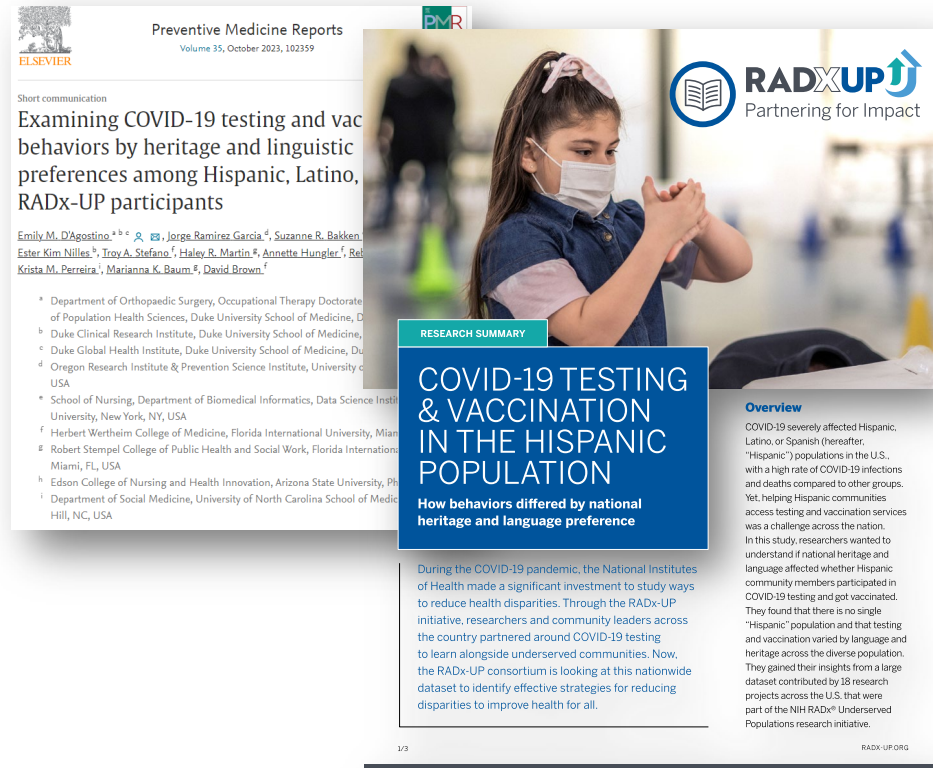 ELSEVIER
Preventive Medicine Reports
Volume 35, October 2023, 102359
PMR
Short communication
Examining COVID-19 testing and vac
behaviors by heritage and linguistic
preferences among Hispanic, Latino,
RADx-UP participants
Emily M. D'Agostino a b c, Jorge Ramirez Garcia d, Suzanne R. Bakken
Ester Kim Nilles b, Troy A. Stefano f, Haley R. Martin g, Annette Hungler f, Reb
Krista M. Perreira i, Marianna K. Baum g, David Brown f
a Department of Orthopaedic Surgery, Occupational Therapy Doctorate
of Population Health Sciences, Duke University School of Medicine, D
b Duke Clinical Research Institute, Duke University School of Medicine,
c Duke Global Health Institute, Duke University School of Medicine, Du
d Oregon Research Institute & Prevention Science Institute, University o
USA
e School of Nursing, Department of Biomedical Informatics, Data Science Instit
University, New York, NY, USA
f Herbert Wertheim College of Medicine, Florida International University, Miam
g Robert Stempel College of Public Health and Social Work, Florida Internationa
Miami, FL, USA
h Edson College of Nursing and Health Innovation, Arizona State University, Ph
i Department of Social Medicine, University of North Carolina School of Medic
Hill, NC, USA
RADXUP
Partnering for Impact
RESEARCH SUMMARY
COVID-19 TESTING
& VACCINATION
IN THE HISPANIC
POPULATION
How behaviors differed by national
heritage and language preference
During the COVID-19 pandemic, the National Institutes
of Health made a significant investment to study ways
to reduce health disparities. Through the RADx-UP
initiative, researchers and community leaders across
the country partnered around COVID-19 testing
to learn alongside underserved communities. Now,
the RADx-UP consortium is looking at this nationwide
dataset to identify effective strategies for reducing
disparities to improve health for all.
Overview
COVID-19 severely affected Hispanic,
Latino, or Spanish (hereafter,
“Hispanic”) populations in the U.S.,
with a high rate of COVID-19 infections
and deaths compared to other groups.
Yet, helping Hispanic communities
access testing and vaccination services
was a challenge across the nation.
In this study, researchers wanted to
understand if national heritage and
language affected whether Hispanic
community members participated in
COVID-19 testing and got vaccinated.
They found that there is no single
“Hispanic” population and that testing
and vaccination varied by language and
heritage across the diverse population.
They gained their insights from a large
dataset contributed by 18 research
projects across the U.S. that were
part of the NIH RADx® Underserved
Populations research initiative.
1/3
RADX-UP.ORG